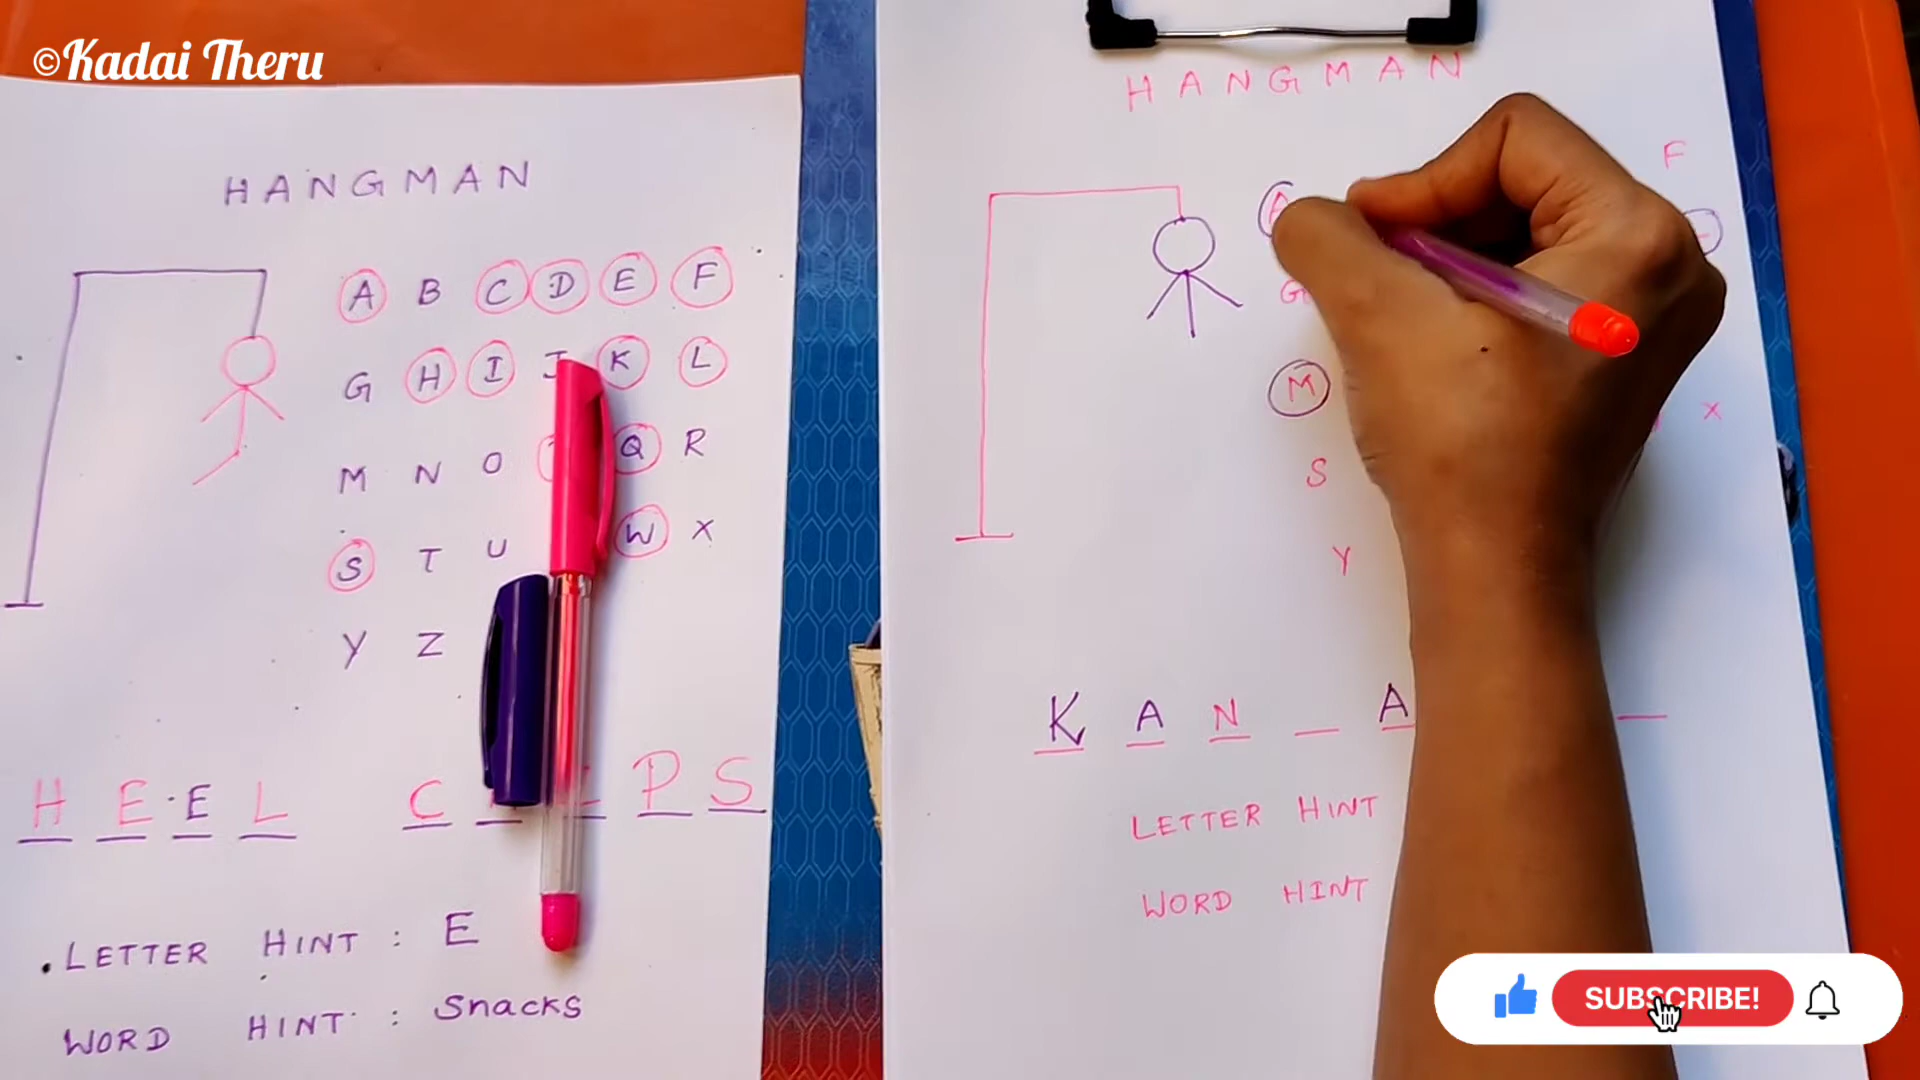 ©Kadai Theru
HANGMAN
A B C D E F
G H I J K L
M N O Q R
S T U W X
Y Z
H E E L C P S
LETTER HINT : E
WORD HINT : Snacks
HANGMAN
F
A
G
M
X
S
Y
K A N _ A _
LETTER HINT
WORD HINT
SUBSCRIBE!